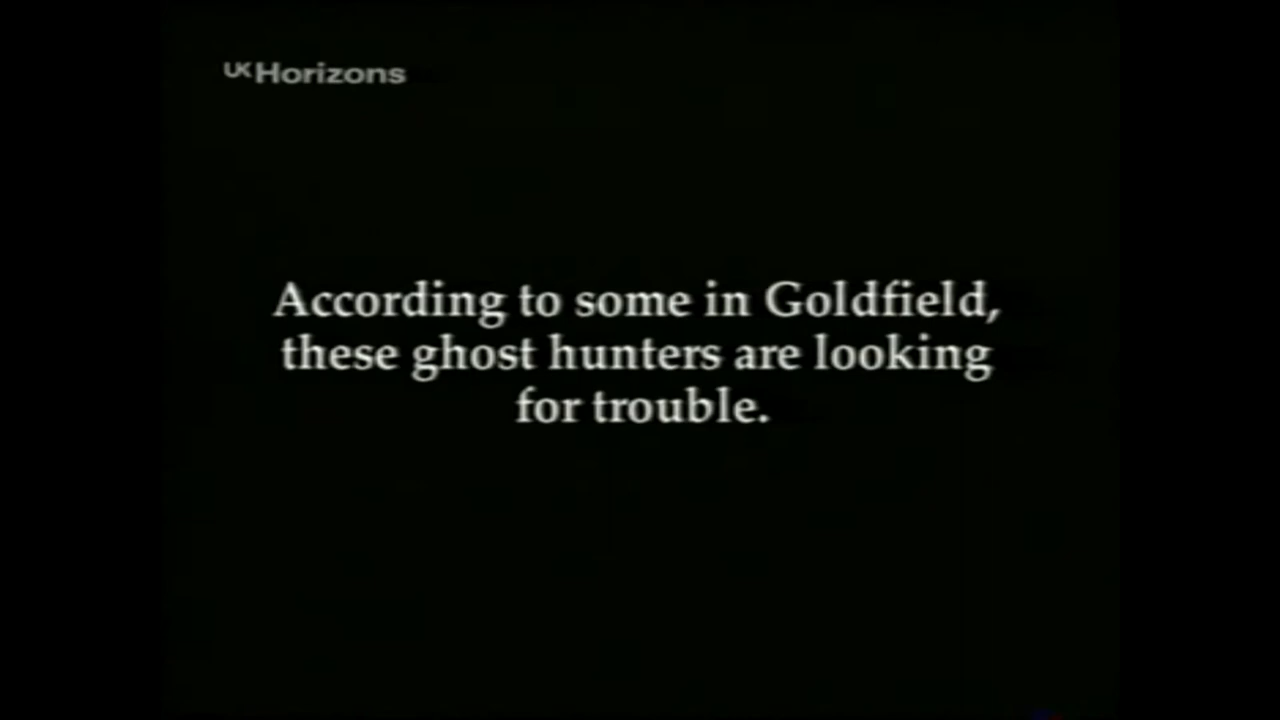 UKHorizons
According to some in Goldfield,
these ghost hunters are looking
for trouble.